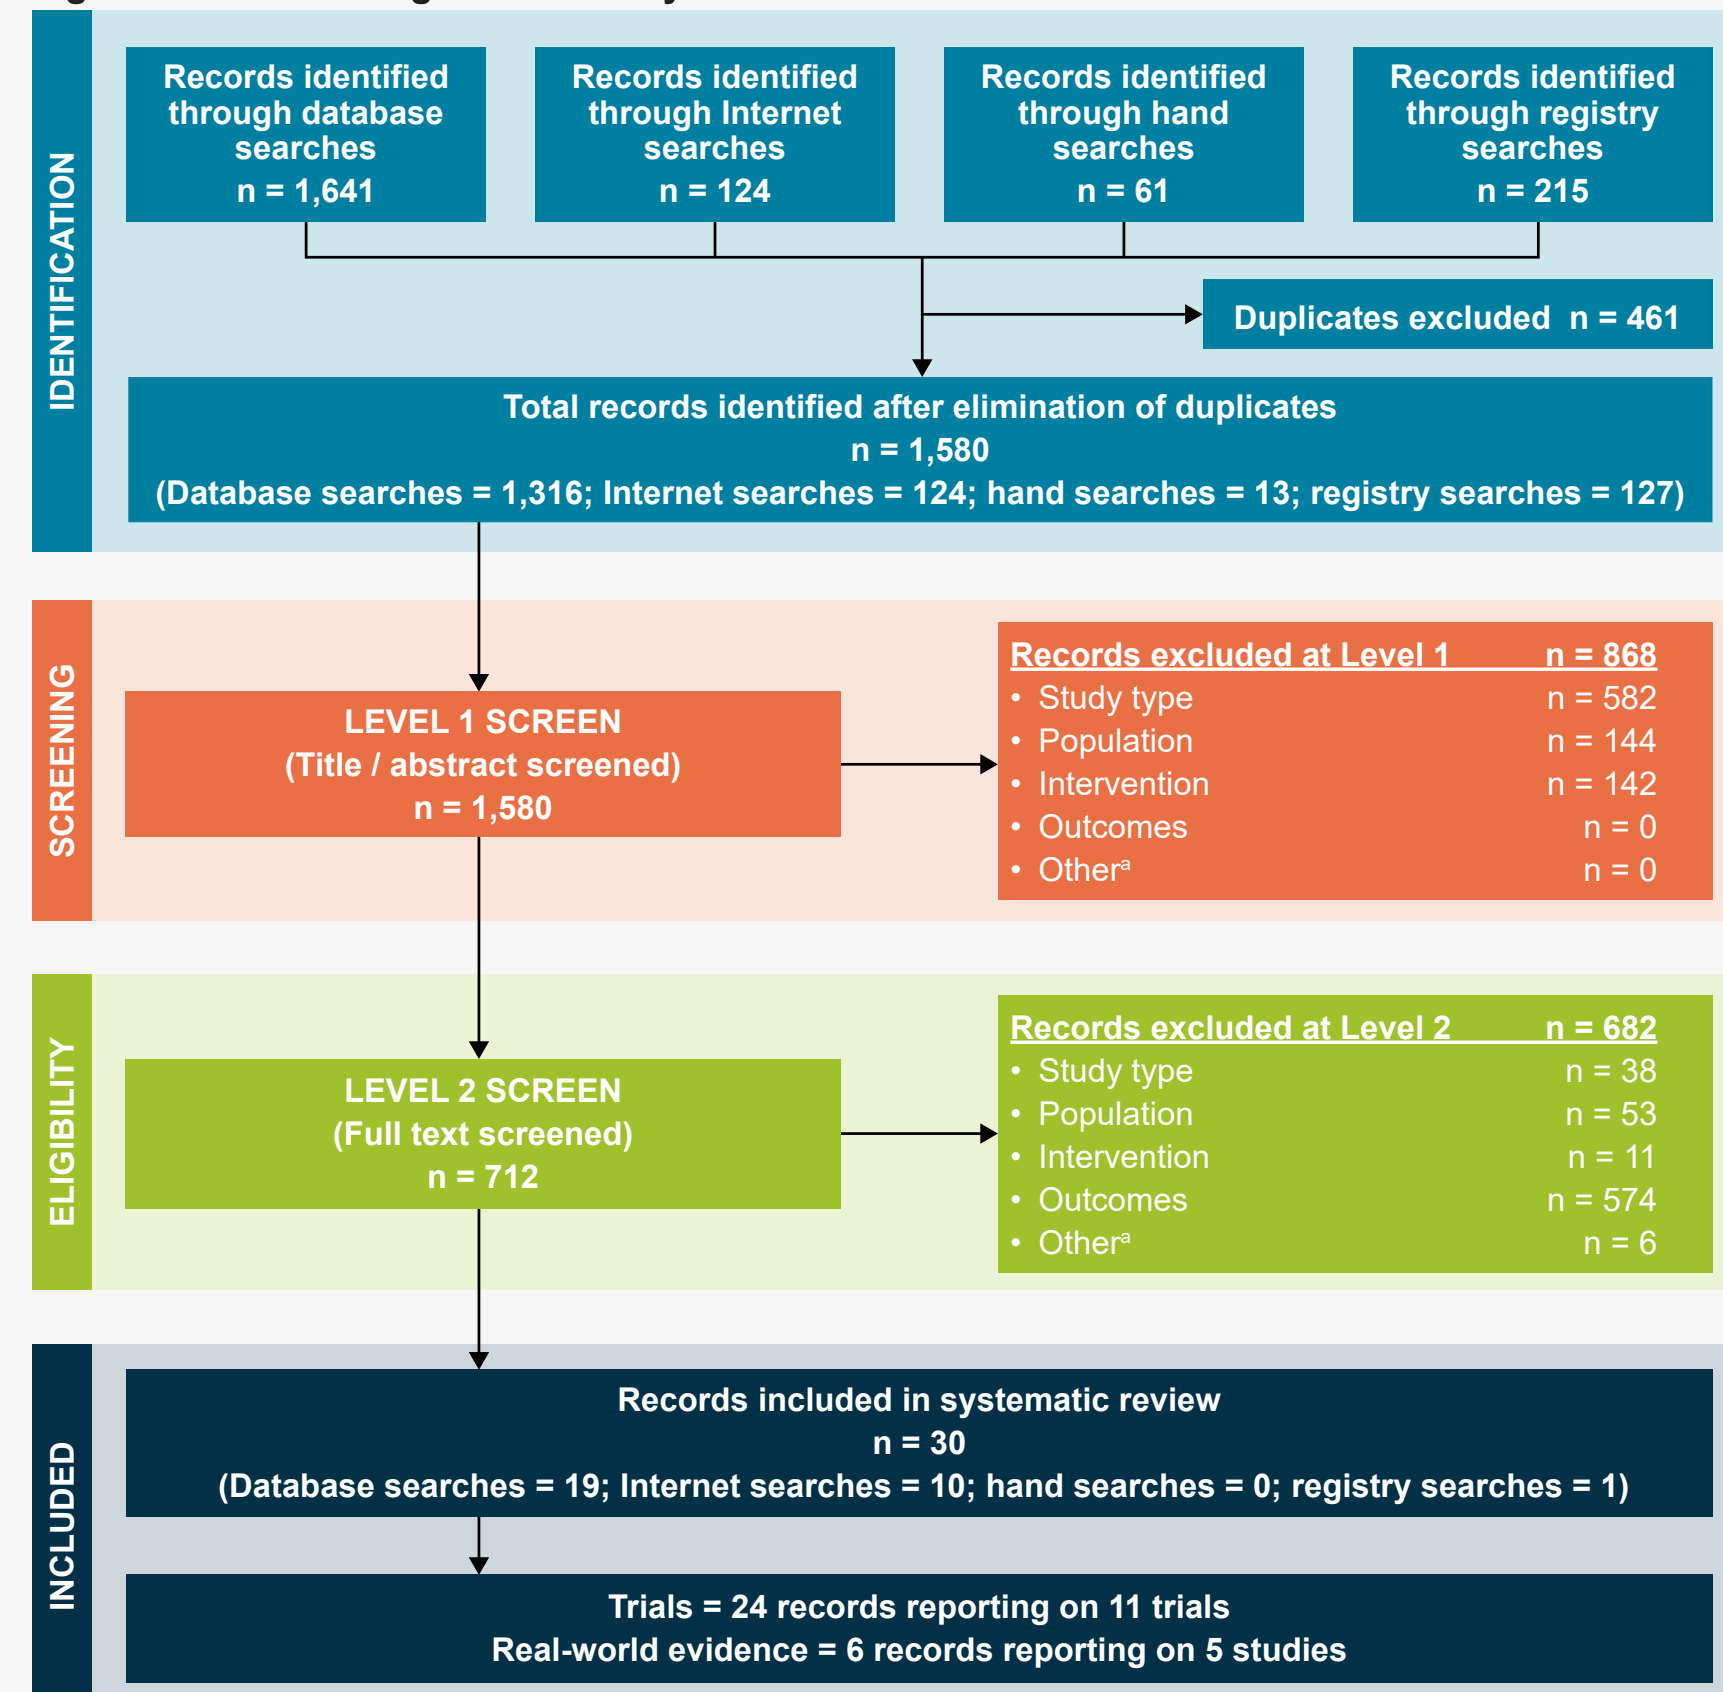 IDENTIFICATION
Records identified
through database
searches
n = 1,641
Records identified
through Internet
searches
n = 124
Records identified
through hand
searches
n = 61
Records identified
through registry
searches
n = 215
Duplicates excluded n = 461
Total records identified after elimination of duplicates
n = 1,580
(Database searches = 1,316; Internet searches = 124; hand searches = 13; registry searches = 127)
SCREENING
LEVEL 1 SCREEN
(Title / abstract screened)
n = 1,580
Records excluded at Level 1 n = 868
• Study type n = 582
• Population n = 144
• Intervention n = 142
• Outcomes n = 0
• Otherᵃ n = 0
ELIGIBILITY
LEVEL 2 SCREEN
(Full text screened)
n = 712
Records excluded at Level 2 n = 682
• Study type n = 38
• Population n = 53
• Intervention n = 11
• Outcomes n = 574
• Otherᵃ n = 6
INCLUDED
Records included in systematic review
n = 30
(Database searches = 19; Internet searches = 10; hand searches = 0; registry searches = 1)
Trials = 24 records reporting on 11 trials
Real-world evidence = 6 records reporting on 5 studies